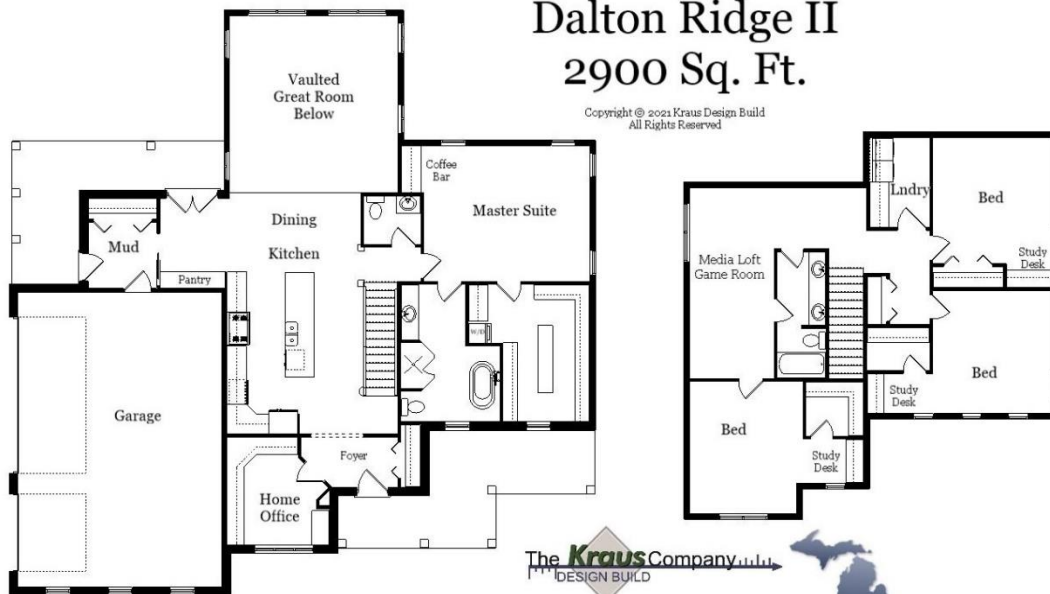 Dalton Ridge II
2900 Sq. Ft.
Copyright © 2021 Kraus Design Build
All Rights Reserved
Vaulted
Great Room
Below
Coffee
Bar
Master Suite
Dining
Kitchen
Mud
Pantry
W/D
Garage
Foyer
Home
Office
Lndry
Bed
Study
Desk
Media Loft
Game Room
Bed
Study
Desk
Bed
Study
Desk
The Kraus Company
DESIGN BUILD